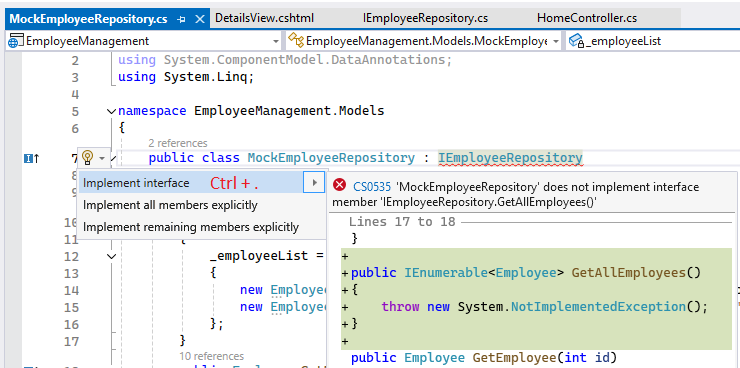 MockEmployeeRepository.cs DetailsView.cshtml IEmployeeRepository.cs HomeController.cs
EmployeeManagement EmployeeManagement.Models.MockEmploye _employeeList
2 using System.ComponentModel.DataAnnotations;
3 using System.Linq;
4
5 namespace EmployeeManagement.Models
6 {
2 references
7 public class MockEmployeeRepository : IEmployeeRepository
Implement interface Ctrl + .
Implement all members explicitly
Implement remaining members explicitly
CS0535 'MockEmployeeRepository' does not implement interface
member 'IEmployeeRepository.GetAllEmployees()'
Lines 17 to 18
}
+
+ public IEnumerable<Employee> GetAllEmployees()
+ {
+ throw new System.NotImplementedException();
+ }
+
public Employee GetEmployee(int id)
11 {
12 _employeeList =
13 {
14 new Employe
15 new Employe
16 };
17 }
10 references